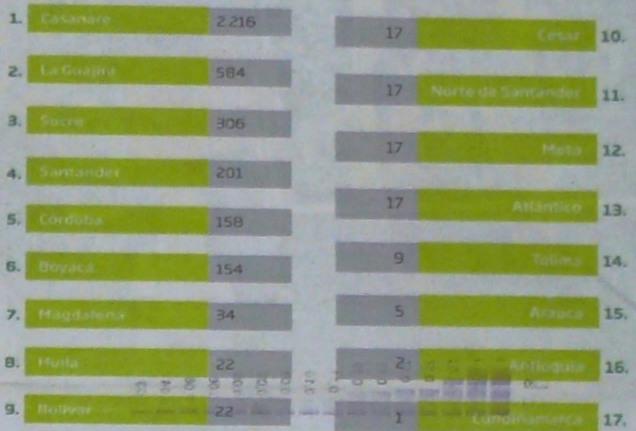 1. Casanare 2.216
2. La Guajira 584
3. Sucre 306
4. Santander 201
5. Córdoba 158
6. Boyacá 154
7. Magdalena 34
8. Huila 22
9. Bolívar 22
17 Cesar 10.
17 Norte de Santander 11.
17 Meta 12.
17 Atlántico 13.
9 Tolima 14.
5 Arauca 15.
2 Antioquia 16.
1 Cundinamarca 17.